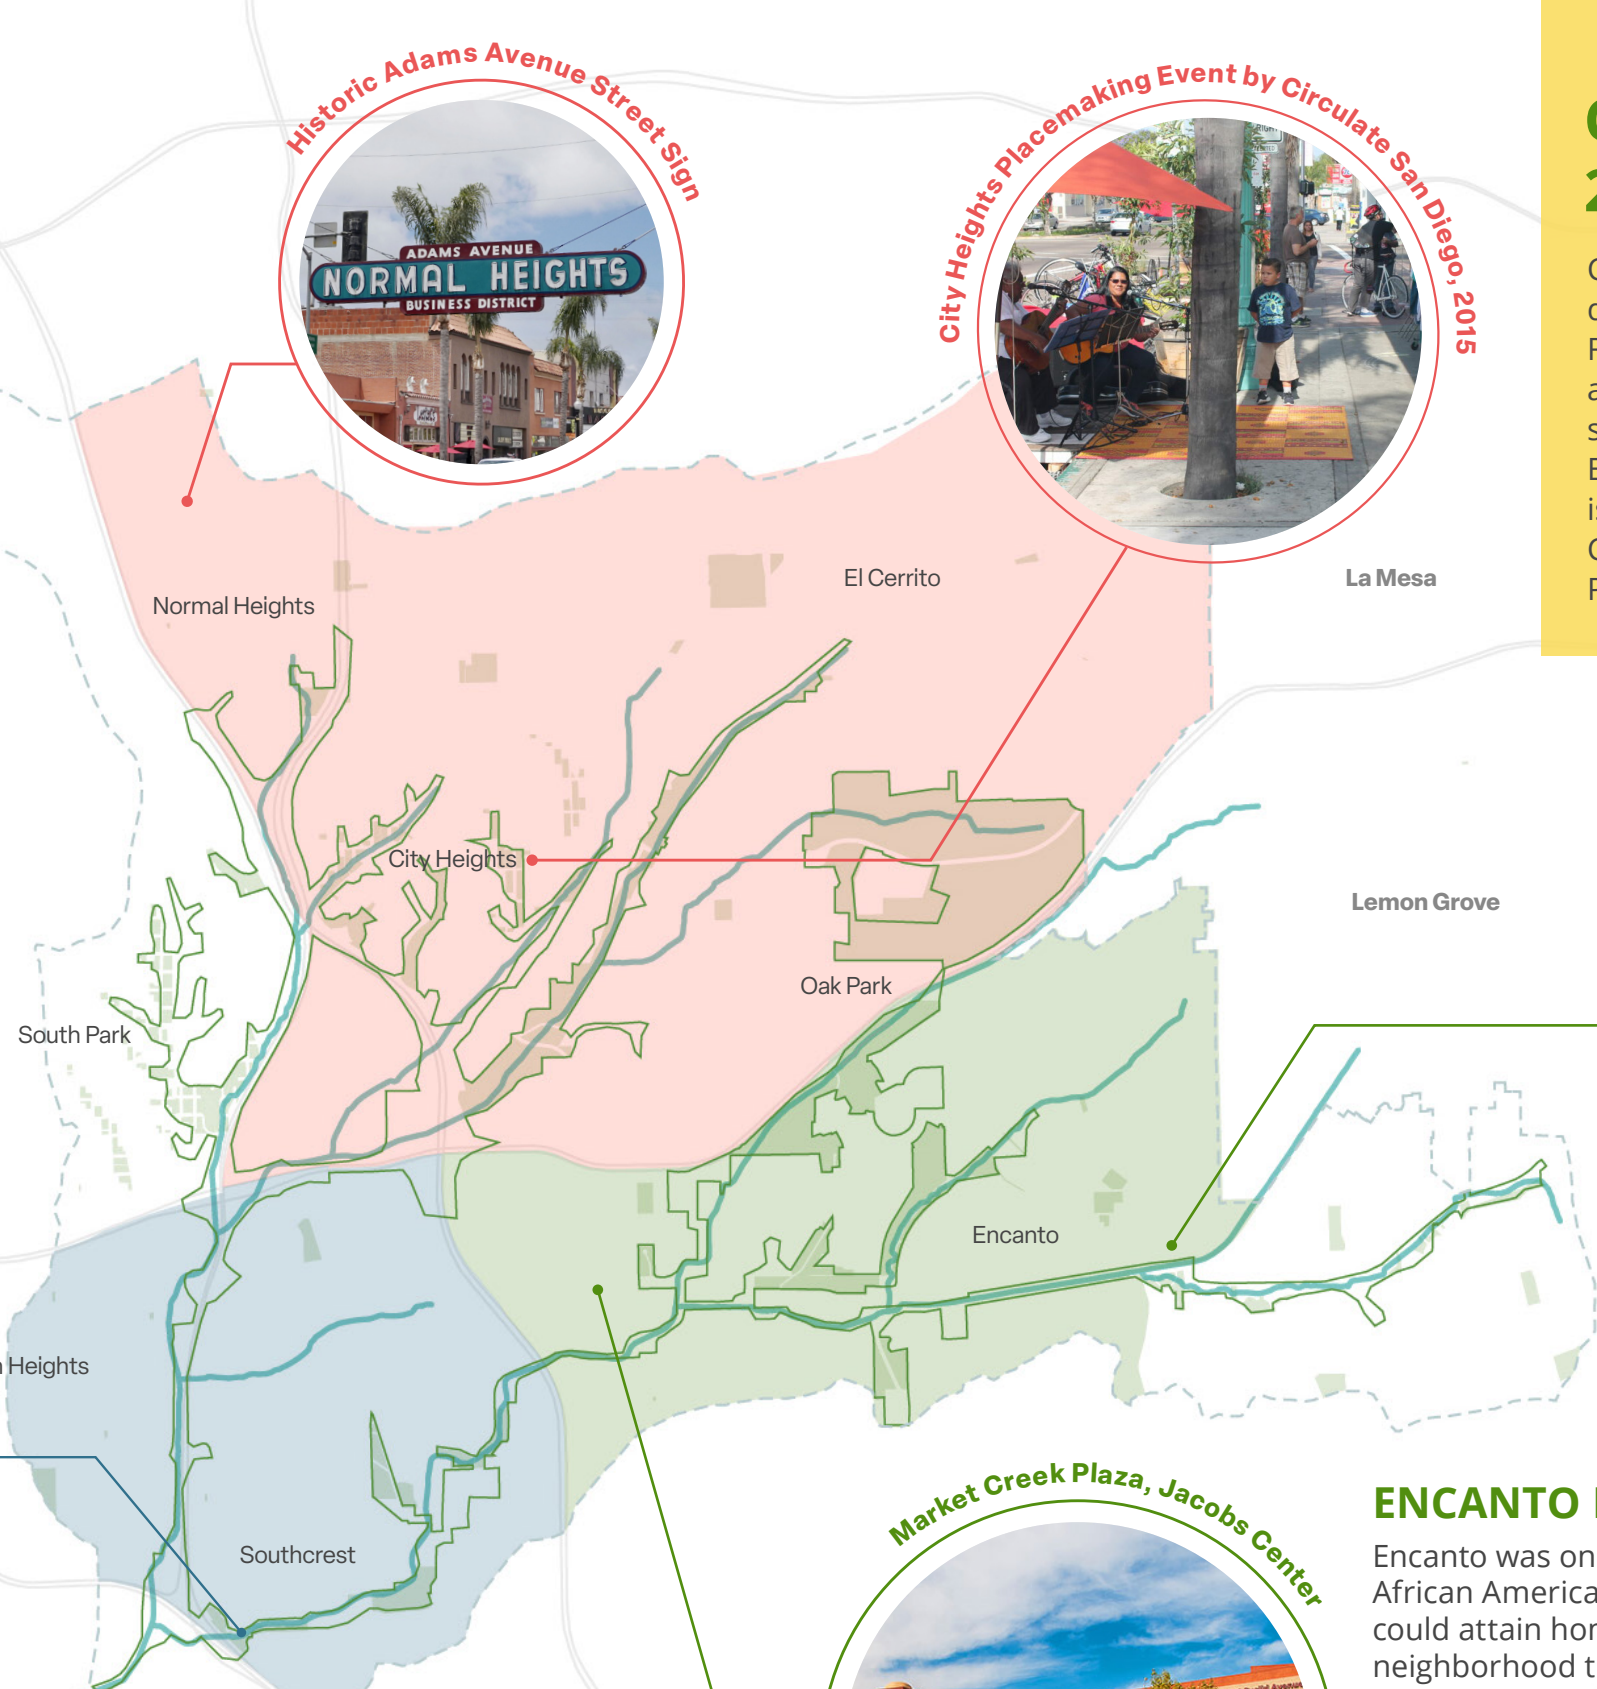 Historic Adams Avenue Street Sign
City Heights Placemaking Event by Circulate San Diego, 2015
ADAMS AVENUE
NORMAL HEIGHTS
BUSINESS DISTRICT
El Cerrito
La Mesa
Normal Heights
City Heights
Lemon Grove
Oak Park
South Park
Encanto
Heights
Southcrest
Market Creek Plaza, Jacobs Center
ENCANTO
Encanto was on
African America
could attain hor
neighborhood t